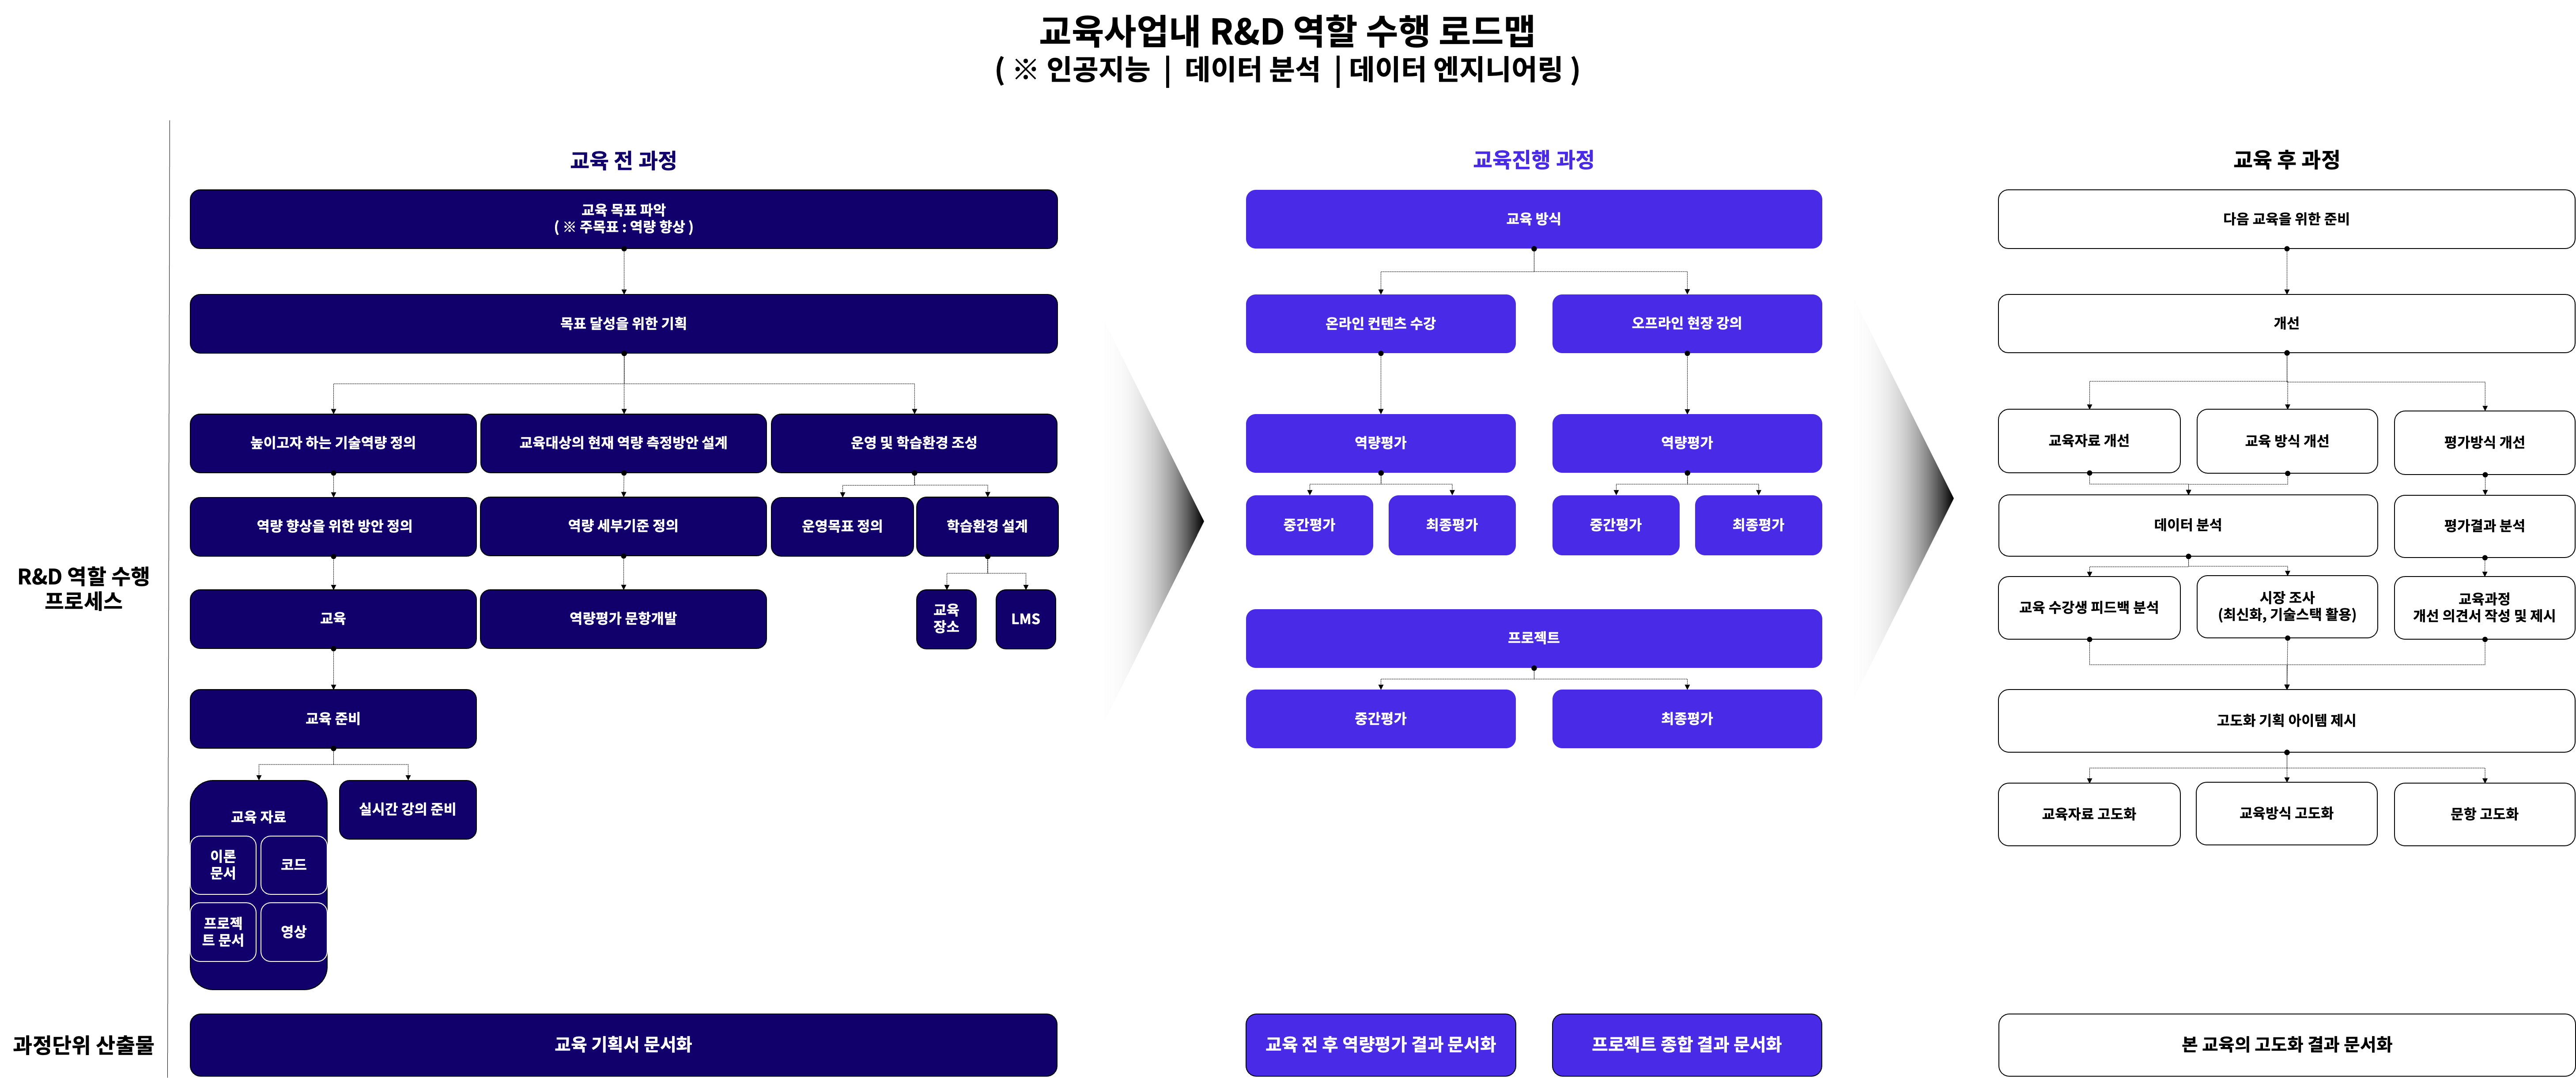 교육사업내 R&D 역할 수행 로드맵
( ※ 인공지능 | 데이터 분석 | 데이터 엔지니어링 )
교육 전 과정
교육 목표 파악
( ※ 주목표 : 역량 향상 )
목표 달성을 위한 기획
높이고자 하는 기술역량 정의
교육대상의 현재 역량 측정방안 설계
운영 및 학습환경 조성
역량 향상을 위한 방안 정의
역량 세부기준 정의
운영목표 정의
학습환경 설계
교육
역량평가 문항개발
교육
장소
LMS
교육 준비
교육 자료
실시간 강의 준비
이론
문서
코드
프로젝
트 문서
영상
교육진행 과정
교육 방식
온라인 컨텐츠 수강
오프라인 현장 강의
역량평가
역량평가
중간평가
최종평가
중간평가
최종평가
프로젝트
중간평가
최종평가
교육 후 과정
다음 교육을 위한 준비
개선
교육자료 개선
교육 방식 개선
평가방식 개선
데이터 분석
평가결과 분석
교육 수강생 피드백 분석
시장 조사
(최신화, 기술스택 활용)
교육과정
개선 의견서 작성 및 제시
고도화 기획 아이템 제시
교육자료 고도화
교육방식 고도화
문항 고도화
R&D 역할 수행
프로세스
과정단위 산출물
교육 기획서 문서화
교육 전 후 역량평가 결과 문서화
프로젝트 종합 결과 문서화
본 교육의 고도화 결과 문서화